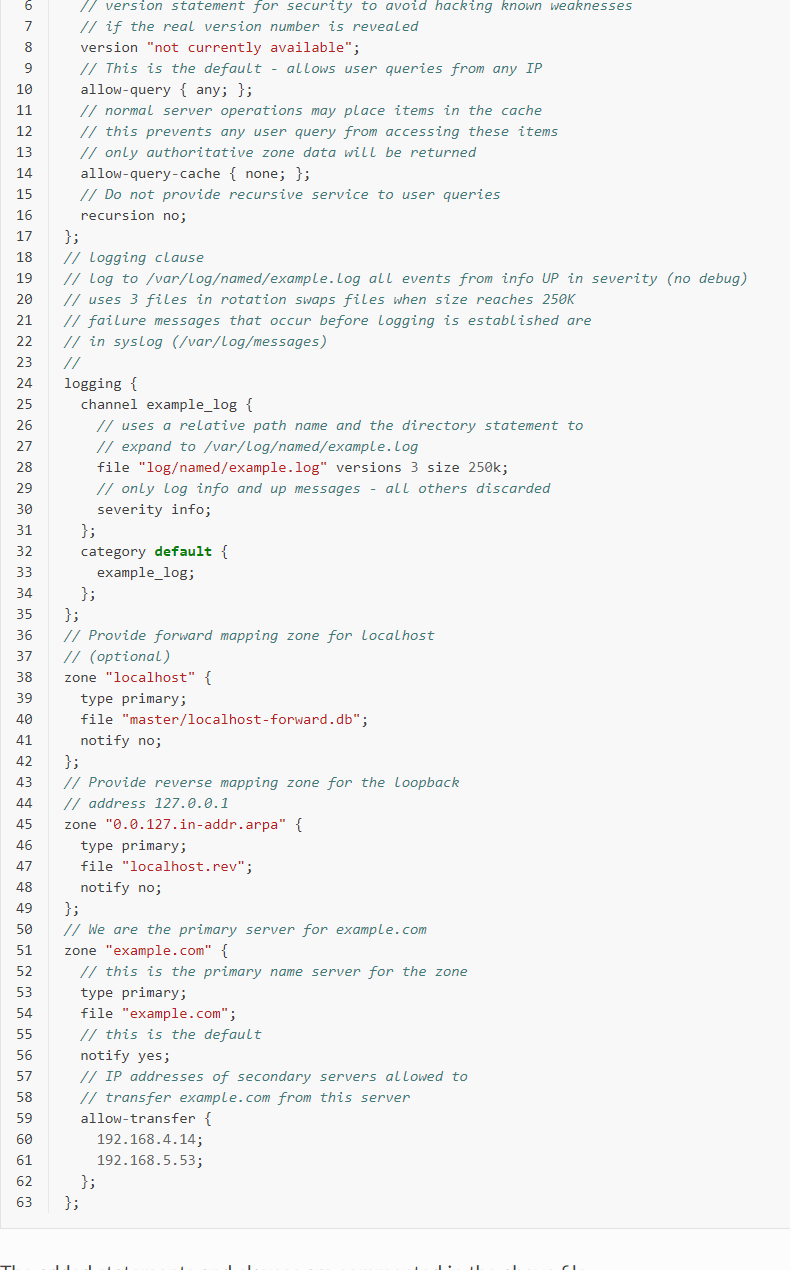 6 // version statement for security to avoid hacking known weaknesses
7 // if the real version number is revealed
8 version "not currently available";
9 // This is the default - allows user queries from any IP
10 allow-query { any; };
11 // normal server operations may place items in the cache
12 // this prevents any user query from accessing these items
13 // only authoritative zone data will be returned
14 allow-query-cache { none; };
15 // Do not provide recursive service to user queries
16 recursion no;
17 };
18 // logging clause
19 // log to /var/log/named/example.log all events from info UP in severity (no debug)
20 // uses 3 files in rotation swaps files when size reaches 250K
21 // failure messages that occur before logging is established are
22 // in syslog (/var/log/messages)
23 //
24 logging {
25 channel example_log {
26 // uses a relative path name and the directory statement to
27 // expand to /var/log/named/example.log
28 file "log/named/example.log" versions 3 size 250k;
29 // only log info and up messages - all others discarded
30 severity info;
31 };
32 category default {
33 example_log;
34 };
35 };
36 // Provide forward mapping zone for localhost
37 // (optional)
38 zone "localhost" {
39 type primary;
40 file "master/localhost-forward.db";
41 notify no;
42 };
43 // Provide reverse mapping zone for the loopback
44 // address 127.0.0.1
45 zone "0.0.127.in-addr.arpa" {
46 type primary;
47 file "localhost.rev";
48 notify no;
49 };
50 // We are the primary server for example.com
51 zone "example.com" {
52 // this is the primary name server for the zone
53 type primary;
54 file "example.com";
55 // this is the default
56 notify yes;
57 // IP addresses of secondary servers allowed to
58 // transfer example.com from this server
59 allow-transfer {
60 192.168.4.14;
61 192.168.5.53;
62 };
63 };